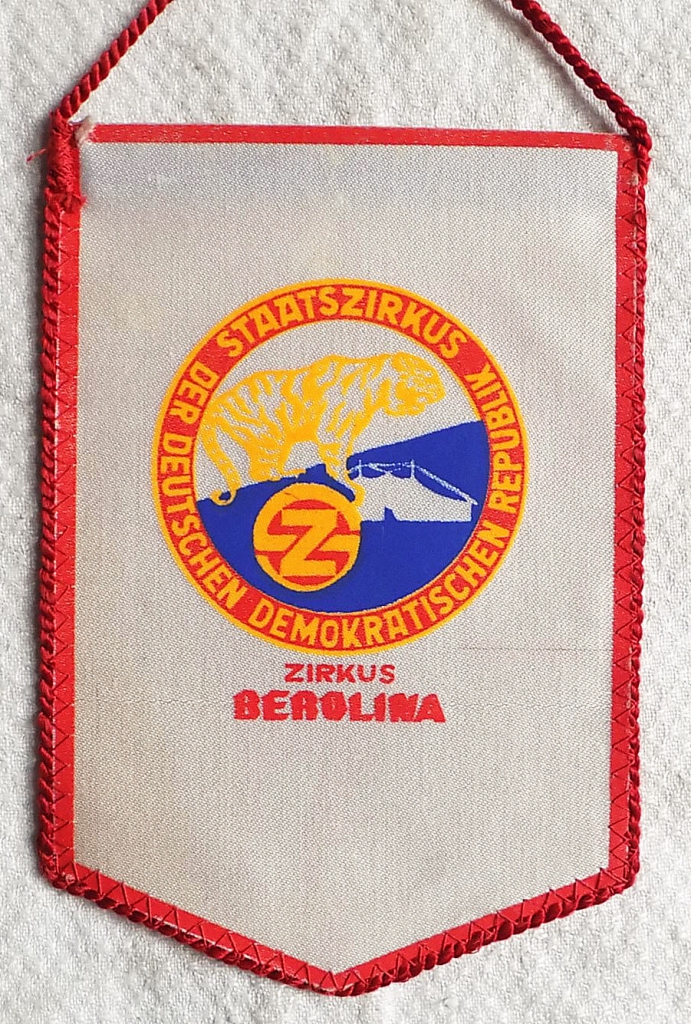 STAATSZIRKUS DER DEUTSCHEN DEMOKRATISCHEN REPUBLIK
Z
ZIRKUS
BEROLINA